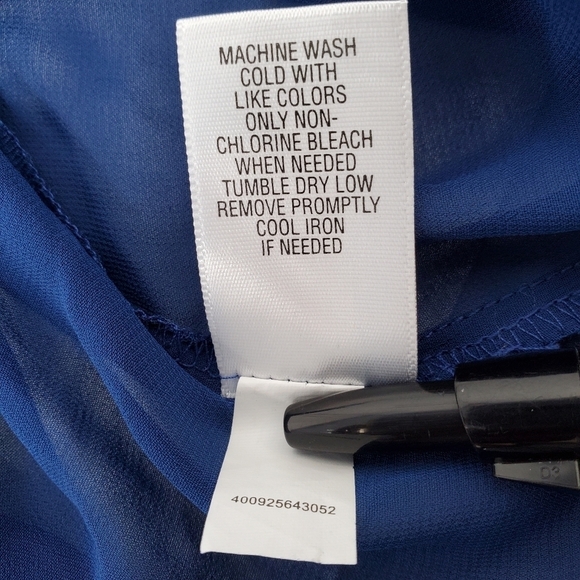 MACHINE WASH
COLD WITH
LIKE COLORS
ONLY NON-
CHLORINE BLEACH
WHEN NEEDED
TUMBLE DRY LOW
REMOVE PROMPTLY
COOL IRON
IF NEEDED
400925643052